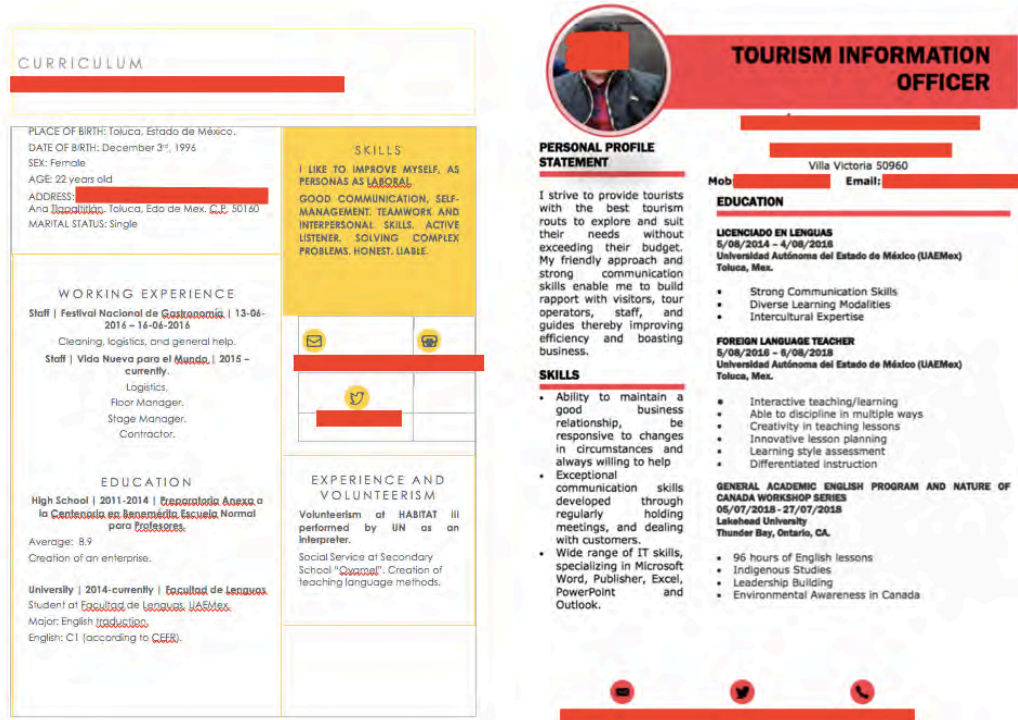 CURRICULUM
PLACE OF BIRTH: Toluca, Estado de México.
DATE OF BIRTH: December 3rd, 1996
SEX: Female
AGE: 22 years old
ADDRESS:
Ana Tlapaltitlán, Toluca, Edo de Mex. C.P. 50160
MARITAL STATUS: Single
WORKING EXPERIENCE
Staff | Festival Nacional de Gastronomía | 13-06-
2016 – 16-06-2016
Cleaning, logistics, and general help.
Staff | Vida Nueva para el Mundo | 2015 –
currently.
Logistics.
Floor Manager.
Stage Manager.
Contractor.
EDUCATION
High School | 2011-2014 | Preparatoria Anexa a
la Centenaria en Benemérita Escuela Normal
para Profesores.
Average: 8.9
Creation of an enterprise.
University | 2014-currently | Facultad de Lenguas
Student at Facultad de Lenguas, UAEMex.
Major: English traduction.
English: C1 (according to CEFR).
SKILLS
I LIKE TO IMPROVE MYSELF, AS
PERSONAS AS LABORAL.
GOOD COMMUNICATION, SELF-
MANAGEMENT. TEAMWORK AND
INTERPERSONAL SKILLS. ACTIVE
LISTENER. SOLVING COMPLEX
PROBLEMS. HONEST. LIABLE.
EXPERIENCE AND
VOLUNTEERISM
Volunteerism at HABITAT iii
performed by UN as an
interpreter.
Social Service at Secondary
School "Oyamel". Creation of
teaching language methods.
TOURISM INFORMATION
OFFICER
Villa Victoria 50960
Mob: Email:
PERSONAL PROFILE
STATEMENT
I strive to provide tourists
with the best tourism
routs to explore and suit
their needs without
exceeding their budget.
My friendly approach and
strong communication
skills enable me to build
rapport with visitors, tour
operators, staff, and
guides thereby improving
efficiency and boasting
business.
SKILLS
• Ability to maintain a
good business
relationship, be
responsive to changes
in circumstances and
always willing to help
• Exceptional
communication skills
developed through
regularly holding
meetings, and dealing
with customers.
• Wide range of IT skills,
specializing in Microsoft
Word, Publisher, Excel,
PowerPoint and
Outlook.
EDUCATION
LICENCIADO EN LENGUAS
5/08/2014 – 4/08/2016
Universidad Autónoma del Estado de México (UAEMex)
Toluca, Mex.
• Strong Communication Skills
• Diverse Learning Modalities
• Intercultural Expertise
FOREIGN LANGUAGE TEACHER
5/08/2016 – 6/08/2018
Universidad Autónoma del Estado de México (UAEMex)
Toluca, Mex.
• Interactive teaching/learning
• Able to discipline in multiple ways
• Creativity in teaching lessons
• Innovative lesson planning
• Learning style assessment
• Differentiated instruction
GENERAL ACADEMIC ENGLISH PROGRAM AND NATURE OF
CANADA WORKSHOP SERIES
05/07/2018 - 27/07/2018
Lakehead University
Thunder Bay, Ontario, CA.
• 96 hours of English lessons
• Indigenous Studies
• Leadership Building
• Environmental Awareness in Canada